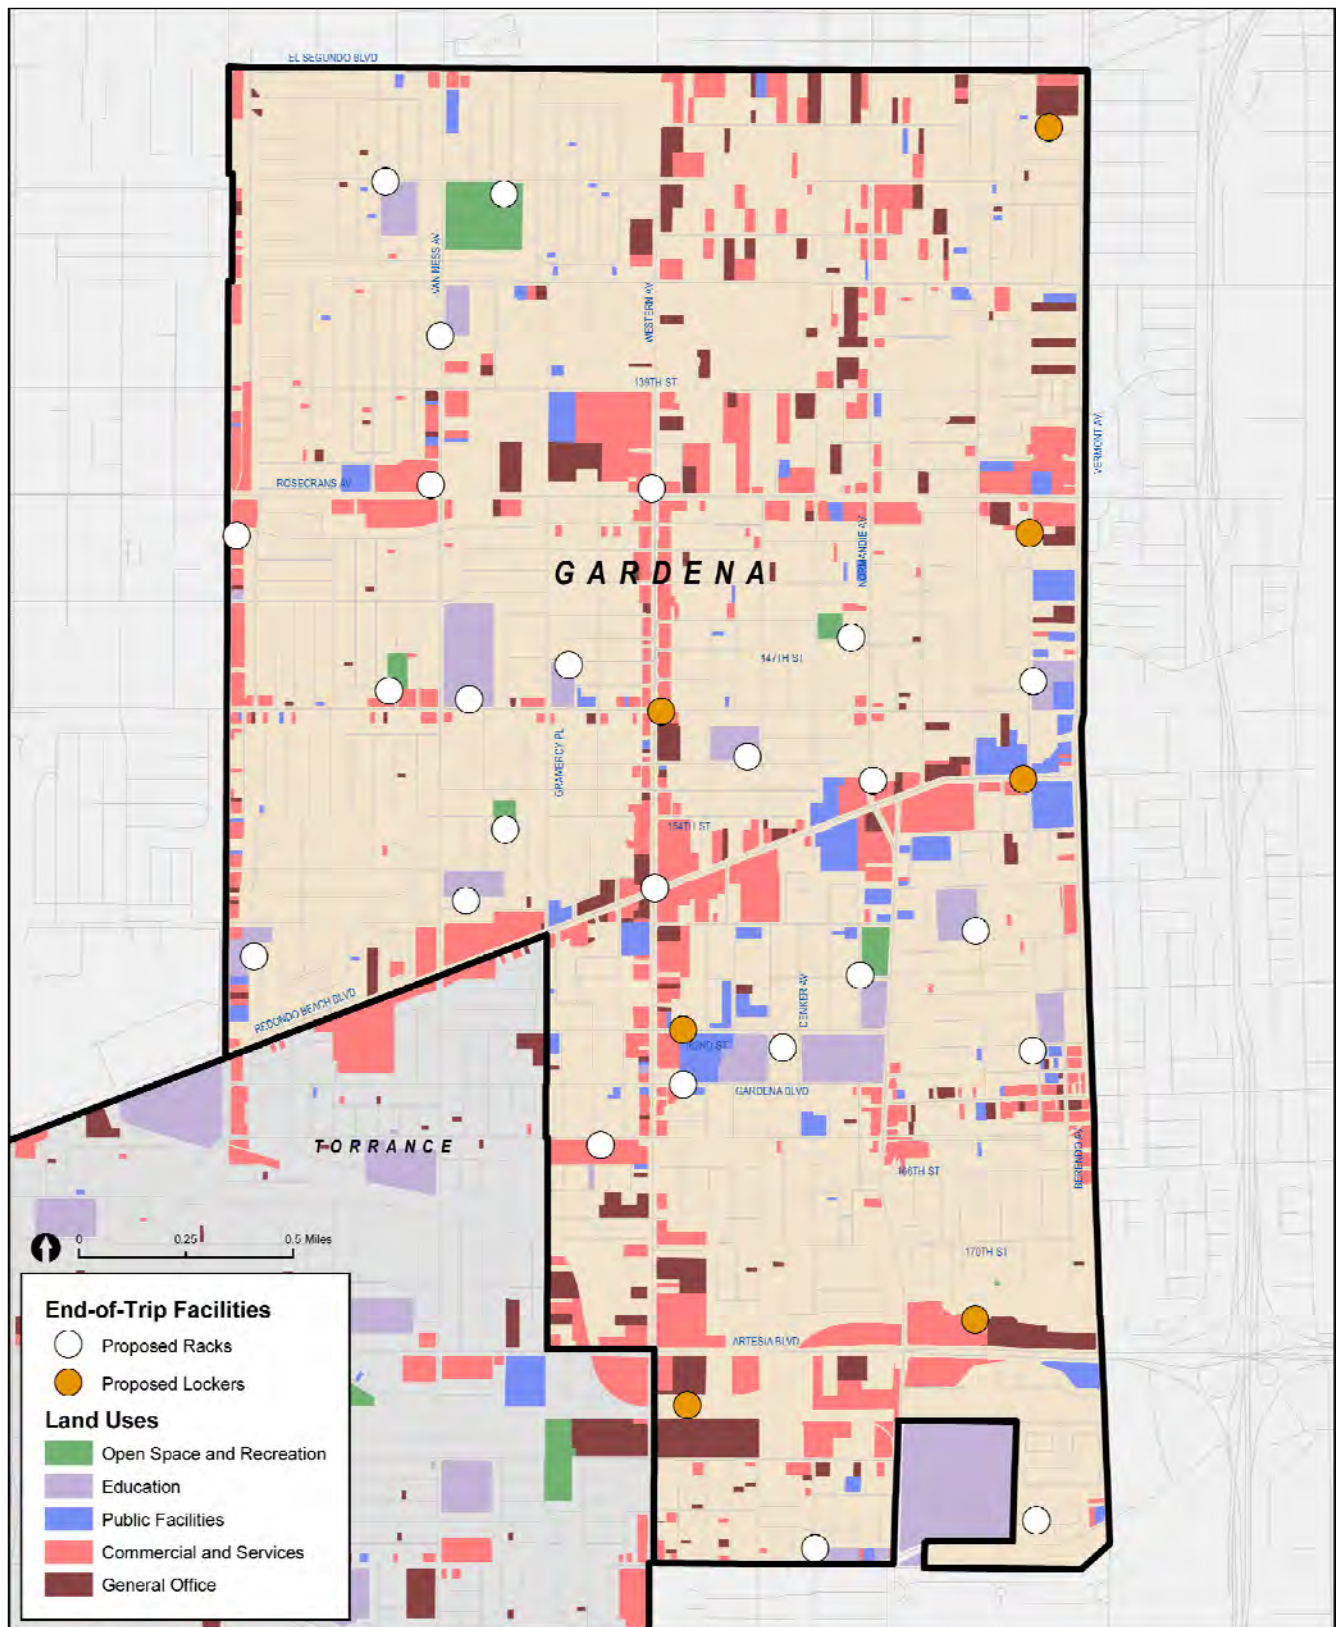 EL SEGUNDO BLVD
VAN NESS AV
WESTERN AV
139TH ST
VERMONT AV
ROSECRANS AV
NORMANDIE AV
GARDENA
147TH ST
GRAMERCY PL
154TH ST
REDONDO BEACH BLVD
DENKER AV
162ND ST
GARDENA BLVD
TORRANCE
BERENDO AV
166TH ST
0 0.25 0.5 Miles
170TH ST
ARTESIA BLVD
End-of-Trip Facilities
Proposed Racks
Proposed Lockers
Land Uses
Open Space and Recreation
Education
Public Facilities
Commercial and Services
General Office